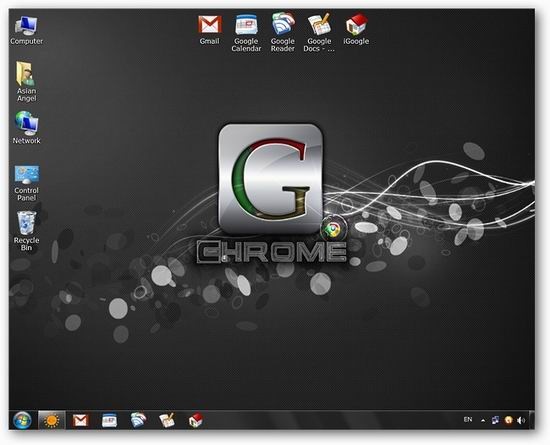 Computer
Gmail
Google
Calendar
Google
Reader
Google
Docs - ...
iGoogle
Asian
Angel
Network
Control
Panel
Recycle
Bin
G
CHROME
EN